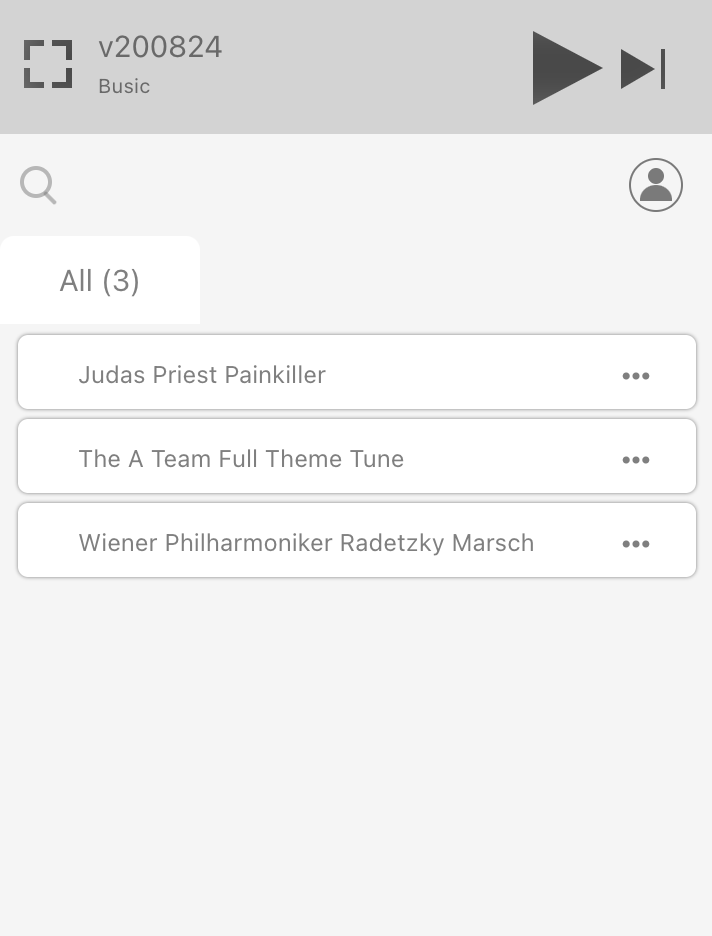 v200824
Busic
All (3)
Judas Priest Painkiller
The A Team Full Theme Tune
Wiener Philharmoniker Radetzky Marsch